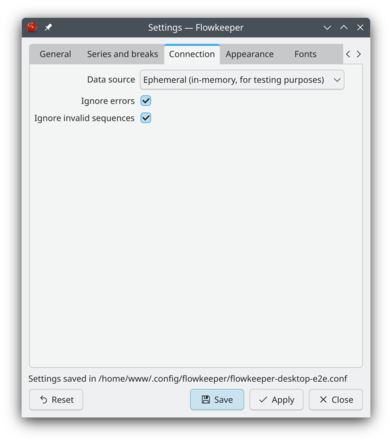 Settings — Flowkeeper
General Series and breaks Connection Appearance Fonts
Data source Ephemeral (in-memory, for testing purposes)
Ignore errors
Ignore invalid sequences
Settings saved in /home/www/.config/flowkeeper/flowkeeper-desktop-e2e.conf
Reset Save Apply Close